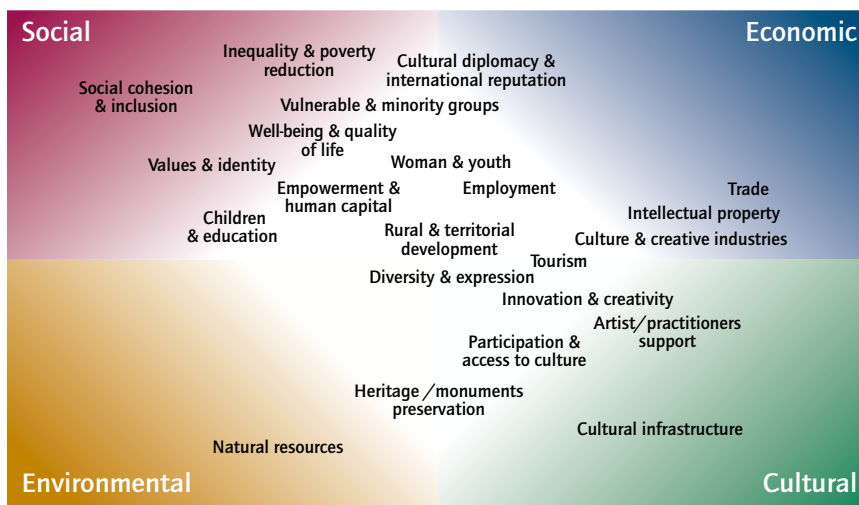 Social
Economic
Inequality & poverty
reduction
Cultural diplomacy &
international reputation
Social cohesion
& inclusion
Vulnerable & minority groups
Well-being & quality
of life
Values & identity
Woman & youth
Empowerment &
human capital
Employment
Trade
Children
& education
Intellectual property
Rural & territorial
development
Culture & creative industries
Tourism
Diversity & expression
Innovation & creativity
Artist/practitioners
support
Participation &
access to culture
Heritage/monuments
preservation
Cultural infrastructure
Natural resources
Environmental
Cultural